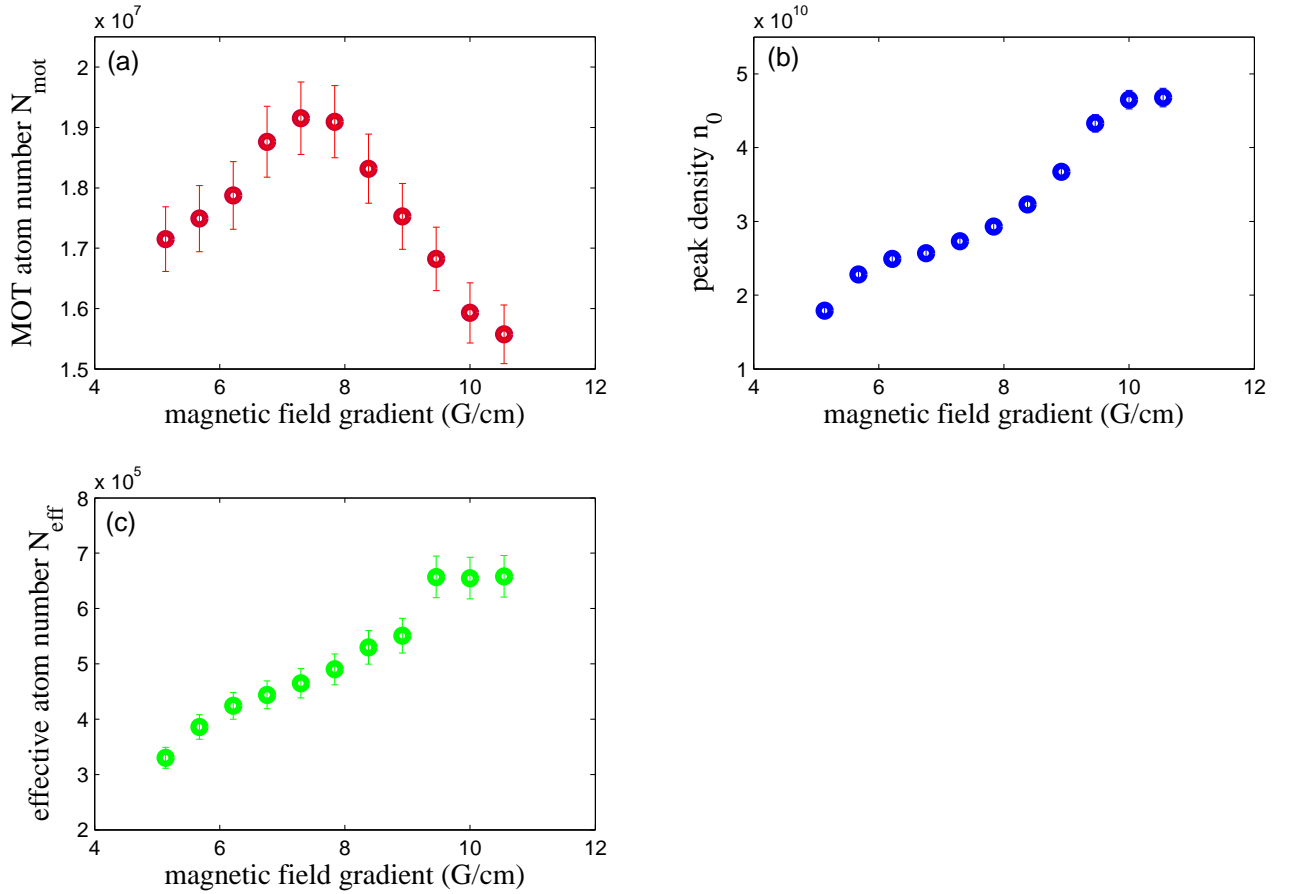 x 10^7
(a)
2
1.9
1.8
1.7
1.6
1.5
4 6 8 10 12
MOT atom number N_mot
magnetic field gradient (G/cm)
x 10^10
(b)
5
4
3
2
1
4 6 8 10 12
peak density n_0
magnetic field gradient (G/cm)
x 10^5
(c)
8
7
6
5
4
3
2
4 6 8 10 12
effective atom number N_eff
magnetic field gradient (G/cm)